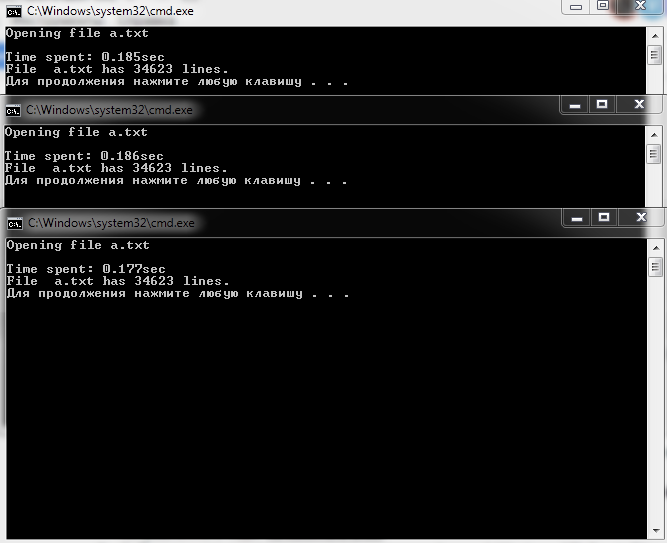 C:\Windows\system32\cmd.exe
Opening file a.txt
Time spent: 0.185sec
File  a.txt has 34623 lines.
Для продолжения нажмите любую клавишу . . .
C:\Windows\system32\cmd.exe
Opening file a.txt
Time spent: 0.186sec
File  a.txt has 34623 lines.
Для продолжения нажмите любую клавишу . . .
C:\Windows\system32\cmd.exe
Opening file a.txt
Time spent: 0.177sec
File  a.txt has 34623 lines.
Для продолжения нажмите любую клавишу . . .